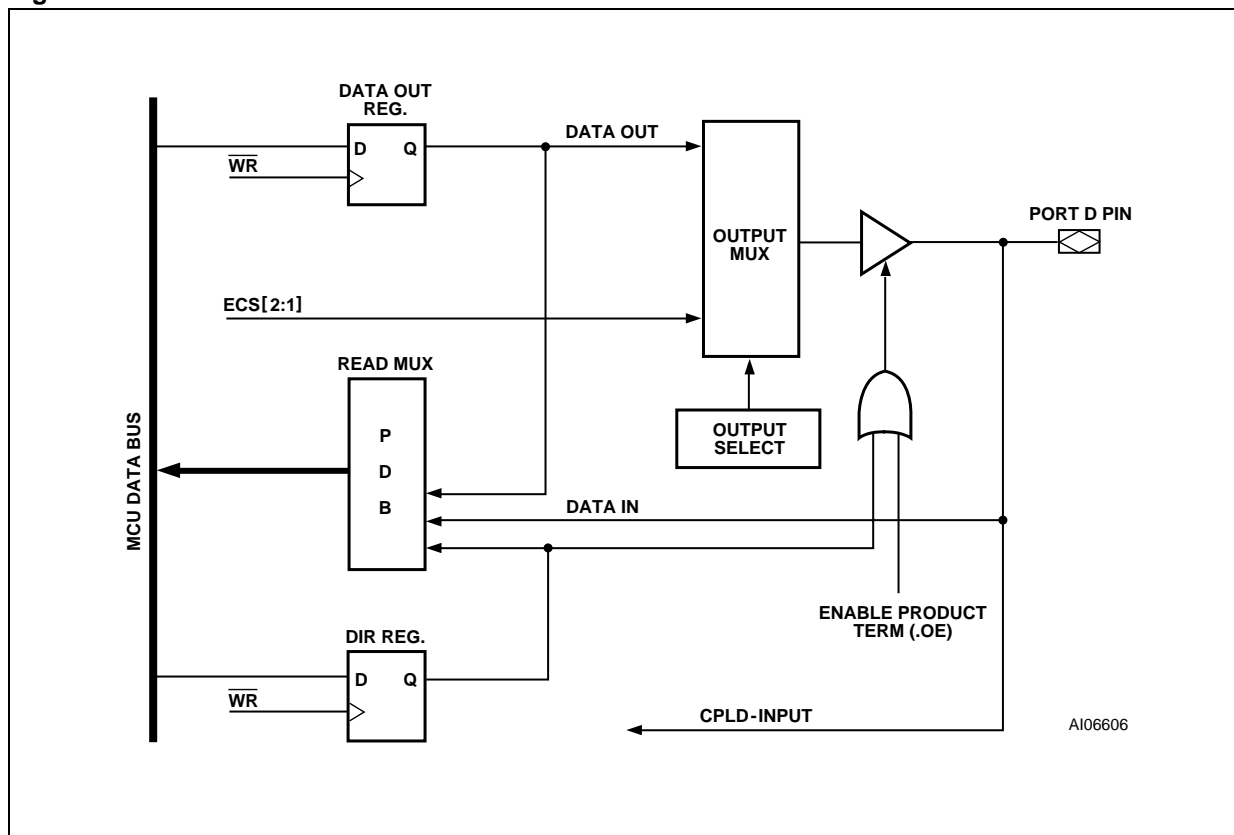 DATA OUT
REG.
D Q
WR
DATA OUT
OUTPUT
MUX
PORT D PIN
ECS[2:1]
READ MUX
P
D
B
OUTPUT
SELECT
MCU DATA BUS
DATA IN
ENABLE PRODUCT
TERM (.OE)
DIR REG.
D Q
WR
CPLD-INPUT
AI06606